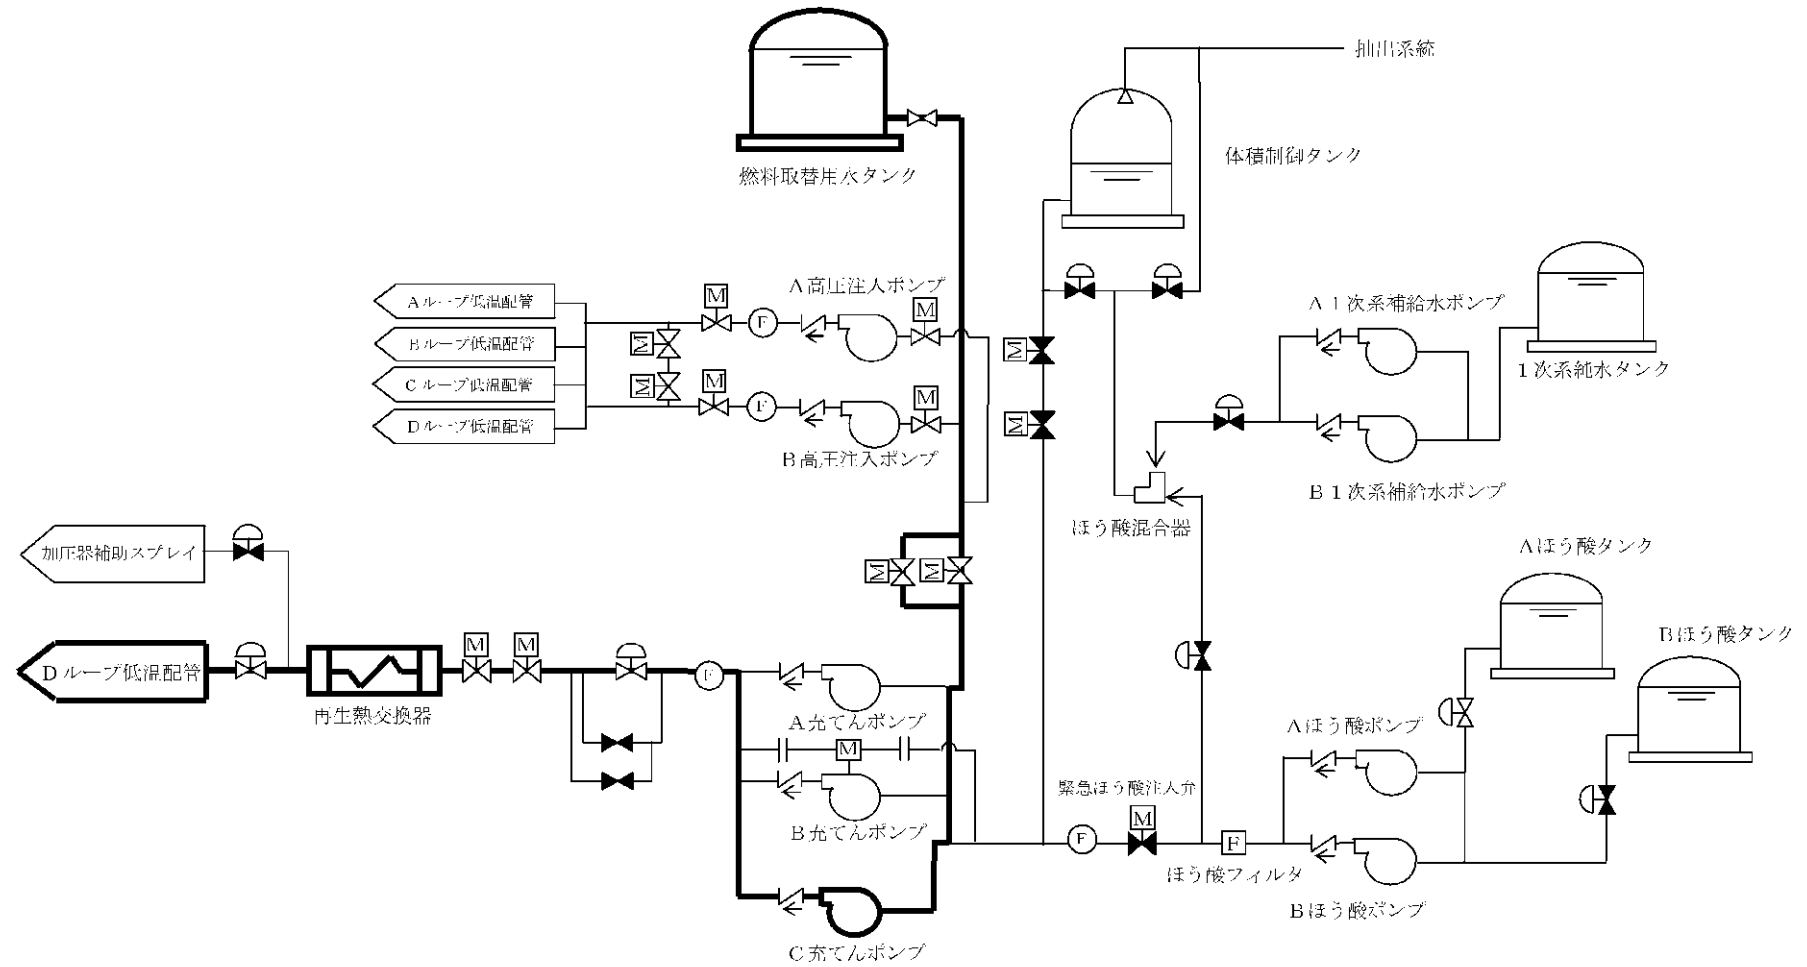 抽出系統
体積制御タンク
燃料取替用水タンク
A高圧注入ポンプ
M
M
M
Aループ低温配管
F
A1次系補給水ポンプ
Bループ低温配管
M
M
1次系純水タンク
Cループ低温配管
M
M
M
F
Dループ低温配管
M
B高圧注入ポンプ
B1次系補給水ポンプ
ほう酸混合器
加圧器補助スプレイ
Aほう酸タンク
M
M
Bほう酸タンク
M
M
Dループ低温配管
F
再生熱交換器
A充てんポンプ
Aほう酸ポンプ
M
緊急ほう酸注入弁
M
B充てんポンプ
F
F
ほう酸フィルタ
Bほう酸ポンプ
C充てんポンプ